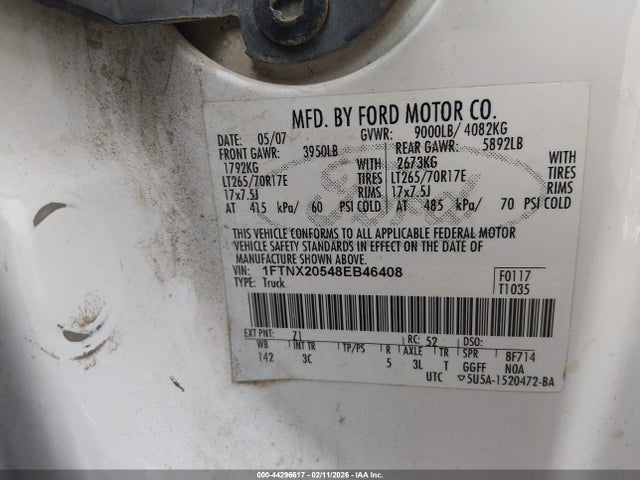 MFD. BY FORD MOTOR CO.
DATE: 05/07 GVWR: 9000LB/ 4082KG
FRONT GAWR: 3950LB REAR GAWR: 5892LB
1792KG WITH 2673KG WITH
LT265/70R17E TIRES LT265/70R17E TIRES
17x7.5J RIMS 17x7.5J RIMS
AT 415 kPa/ 60 PSI COLD AT 485 kPa/ 70 PSI COLD
Ford
THIS VEHICLE CONFORMS TO ALL APPLICABLE FEDERAL MOTOR
VEHICLE SAFETY STANDARDS IN EFFECT ON THE DATE OF
MANUFACTURE SHOWN ABOVE.
VIN: 1FTNX20548EB46408 F0117
TYPE: Truck T1035
EXT PNT: Z1 RC: 52 DSO:
WB INT TR TP/PS R AXLE TR SPR 8F714
142 3C 5 3L T GGFF N0A
UTC ▽5U5A-1520472-BA
000-44296617 - 02/11/2026 - IAA Inc.